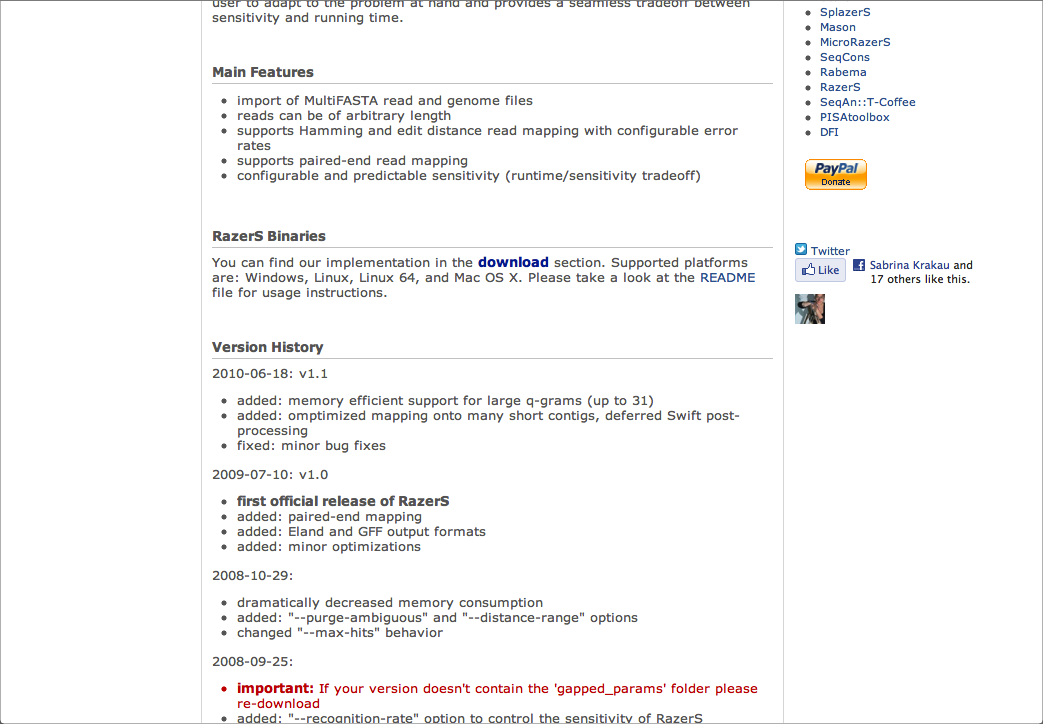 user to adapt to the problem at hand and provides a seamless tradeoff between
sensitivity and running time.
Main Features
import of MultiFASTA read and genome files
reads can be of arbitrary length
supports Hamming and edit distance read mapping with configurable error
rates
supports paired-end read mapping
configurable and predictable sensitivity (runtime/sensitivity tradeoff)
RazerS Binaries
You can find our implementation in the download section. Supported platforms
are: Windows, Linux, Linux 64, and Mac OS X. Please take a look at the README
file for usage instructions.
Version History
2010-06-18: v1.1
added: memory efficient support for large q-grams (up to 31)
added: omptimized mapping onto many short contigs, deferred Swift post-
processing
fixed: minor bug fixes
2009-07-10: v1.0
first official release of RazerS
added: paired-end mapping
added: Eland and GFF output formats
added: minor optimizations
2008-10-29:
dramatically decreased memory consumption
added: "--purge-ambiguous" and "--distance-range" options
changed "--max-hits" behavior
2008-09-25:
important: If your version doesn't contain the 'gapped_params' folder please
re-download
added: "--recognition-rate" option to control the sensitivity of RazerS
SplazerS
Mason
MicroRazerS
SeqCons
Rabema
RazerS
SeqAn::T-Coffee
PISAtoolbox
DFI
PayPal
Donate
Twitter
Like
Sabrina Krakau and
17 others like this.